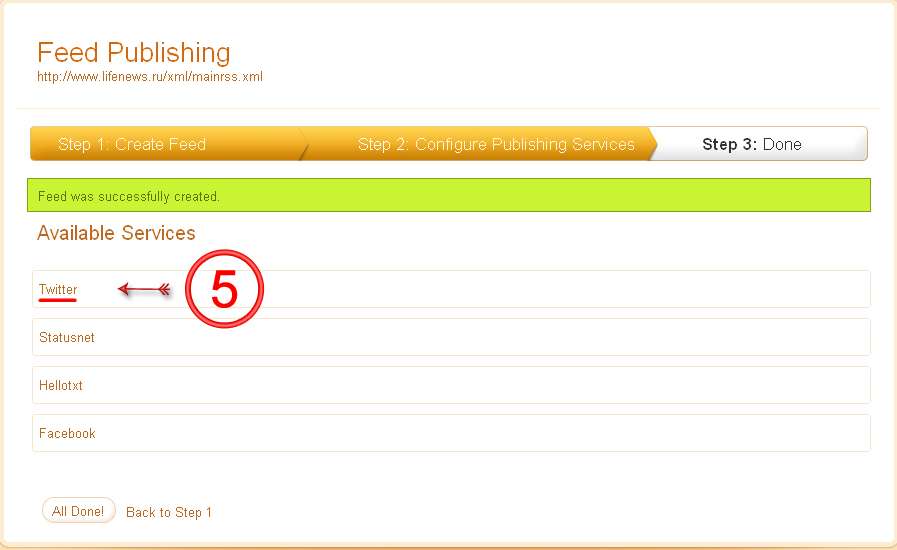 Feed Publishing
http://www.lifenews.ru/xml/mainrss.xml
Step 1: Create Feed
Step 2: Configure Publishing Services
Step 3: Done
Feed was successfully created.
Available Services
Twitter
5
Statusnet
Hellotxt
Facebook
All Done! Back to Step 1